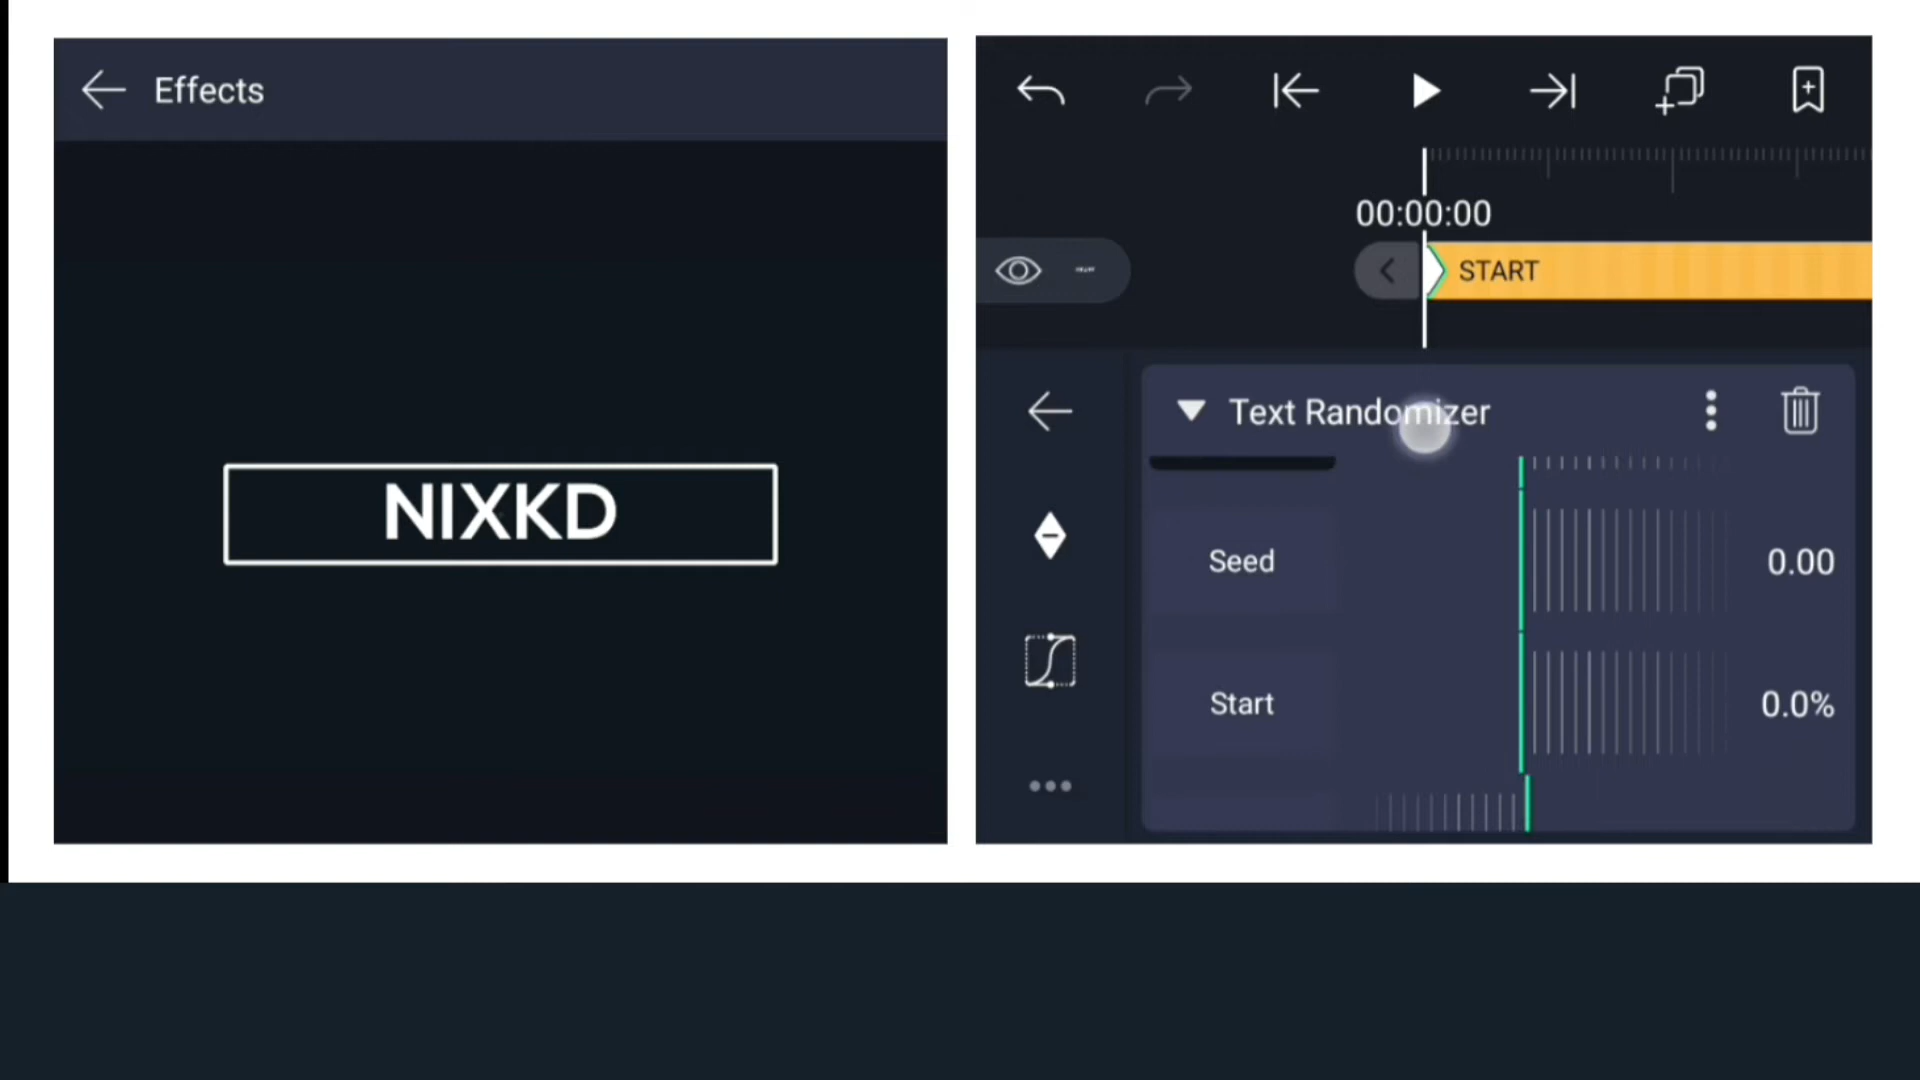 Effects
NIXKD
00:00:00
START
Text Randomizer
Seed
0.00
Start
0.0%